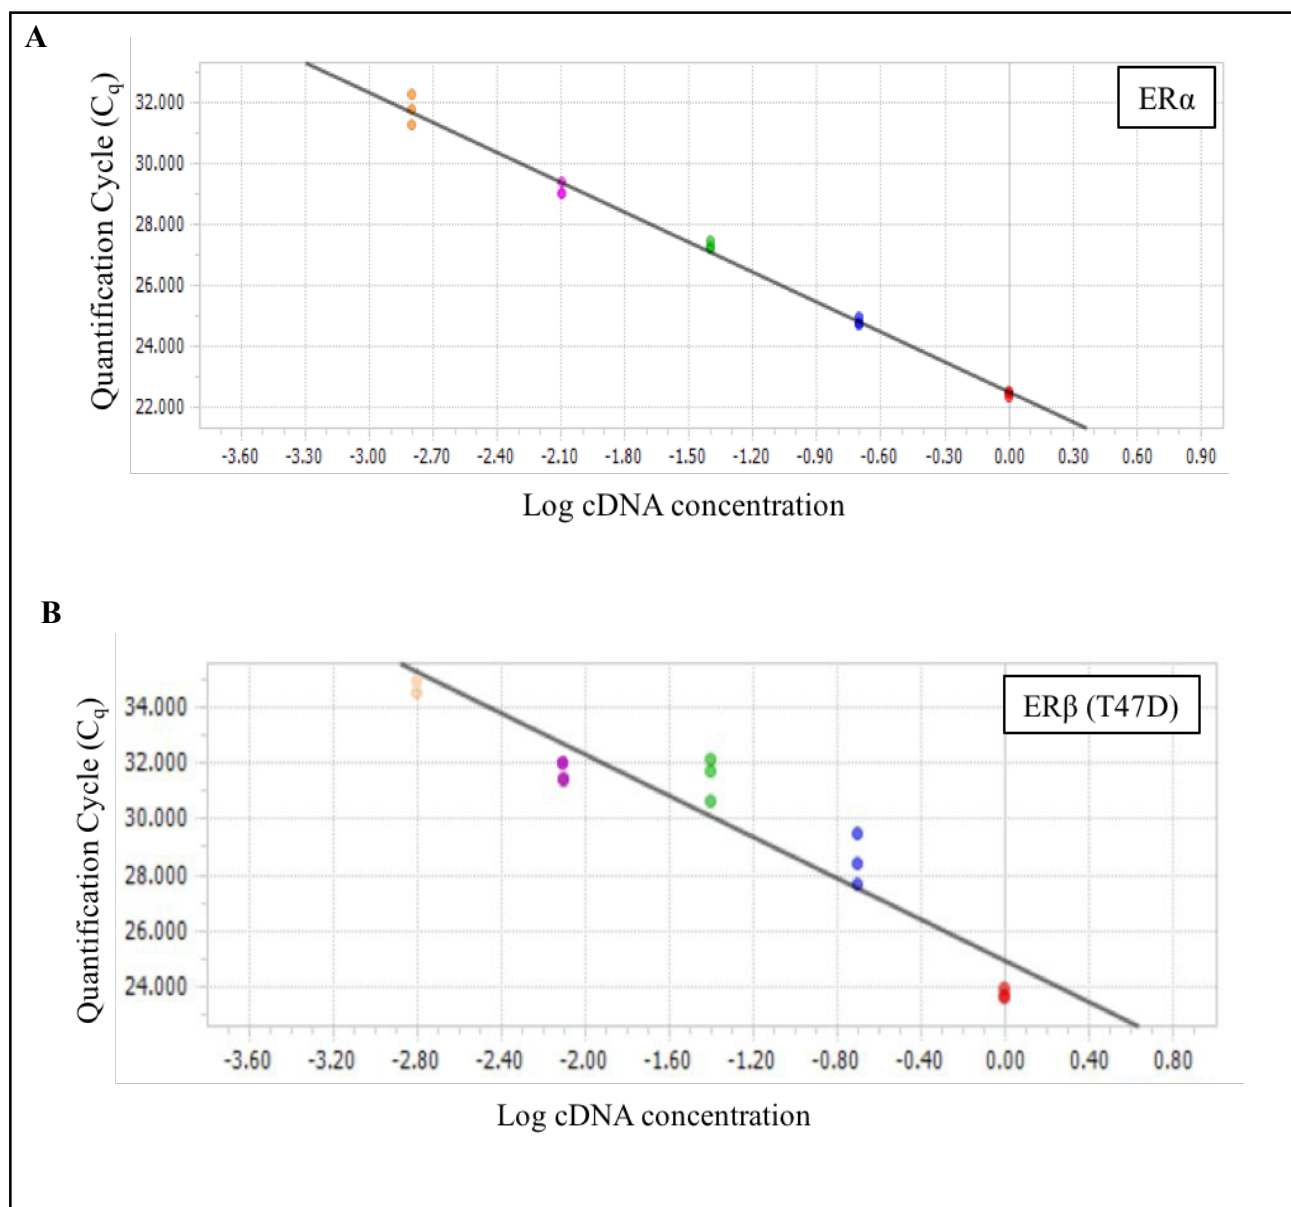 A
ERα
Quantification Cycle (Cq)
32.000
30.000
28.000
26.000
24.000
22.000
-3.60 -3.30 -3.00 -2.70 -2.40 -2.10 -1.80 -1.50 -1.20 -0.90 -0.60 -0.30 0.00 0.30 0.60 0.90
Log cDNA concentration
B
ERβ (T47D)
Quantification Cycle (Cq)
34.000
32.000
30.000
28.000
26.000
24.000
-3.60 -3.20 -2.80 -2.40 -2.00 -1.60 -1.20 -0.80 -0.40 0.00 0.40 0.80
Log cDNA concentration